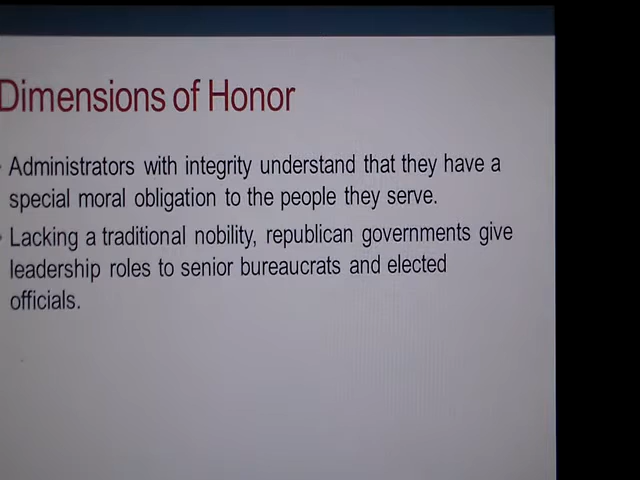 Dimensions of Honor
Administrators with integrity understand that they have a
special moral obligation to the people they serve.
Lacking a traditional nobility, republican governments give
leadership roles to senior bureaucrats and elected
officials.